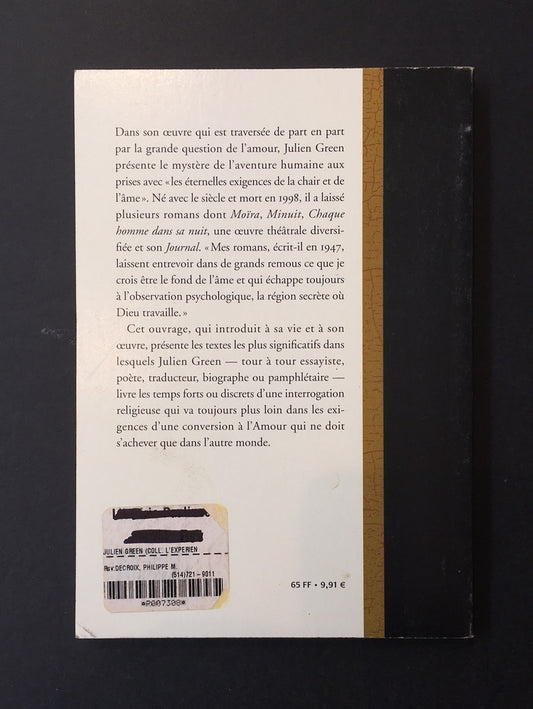 Dans son œuvre qui est traversée de part en part
par la grande question de l'amour, Julien Green
présente le mystère de l'aventure humaine aux
prises avec « les éternelles exigences de la chair et de
l'âme ». Né avec le siècle et mort en 1998, il a laissé
plusieurs romans dont Moïra, Minuit, Chaque
homme dans sa nuit, une œuvre théâtrale diversi-
fiée et son Journal. « Mes romans, écrit-il en 1947,
laissent entrevoir dans de grands remous ce que je
crois être le fond de l'âme et qui échappe toujours
à l'observation psychologique, la région secrète où
Dieu travaille. »
Cet ouvrage, qui introduit à sa vie et à son
œuvre, présente les textes les plus significatifs dans
lesquels Julien Green — tour à tour essayiste,
poète, traducteur, biographe ou pamphlétaire —
livre les temps forts ou discrets d'une interrogation
religieuse qui va toujours plus loin dans les exi-
gences d'une conversion à l'Amour qui ne doit
s'achever que dans l'autre monde.
JULIEN GREEN (COLL. L'EXPERIEN
Rsv:DECROIX, PHILIPPE M.
(514)721-9011
*R007308*
65 FF • 9,91 €